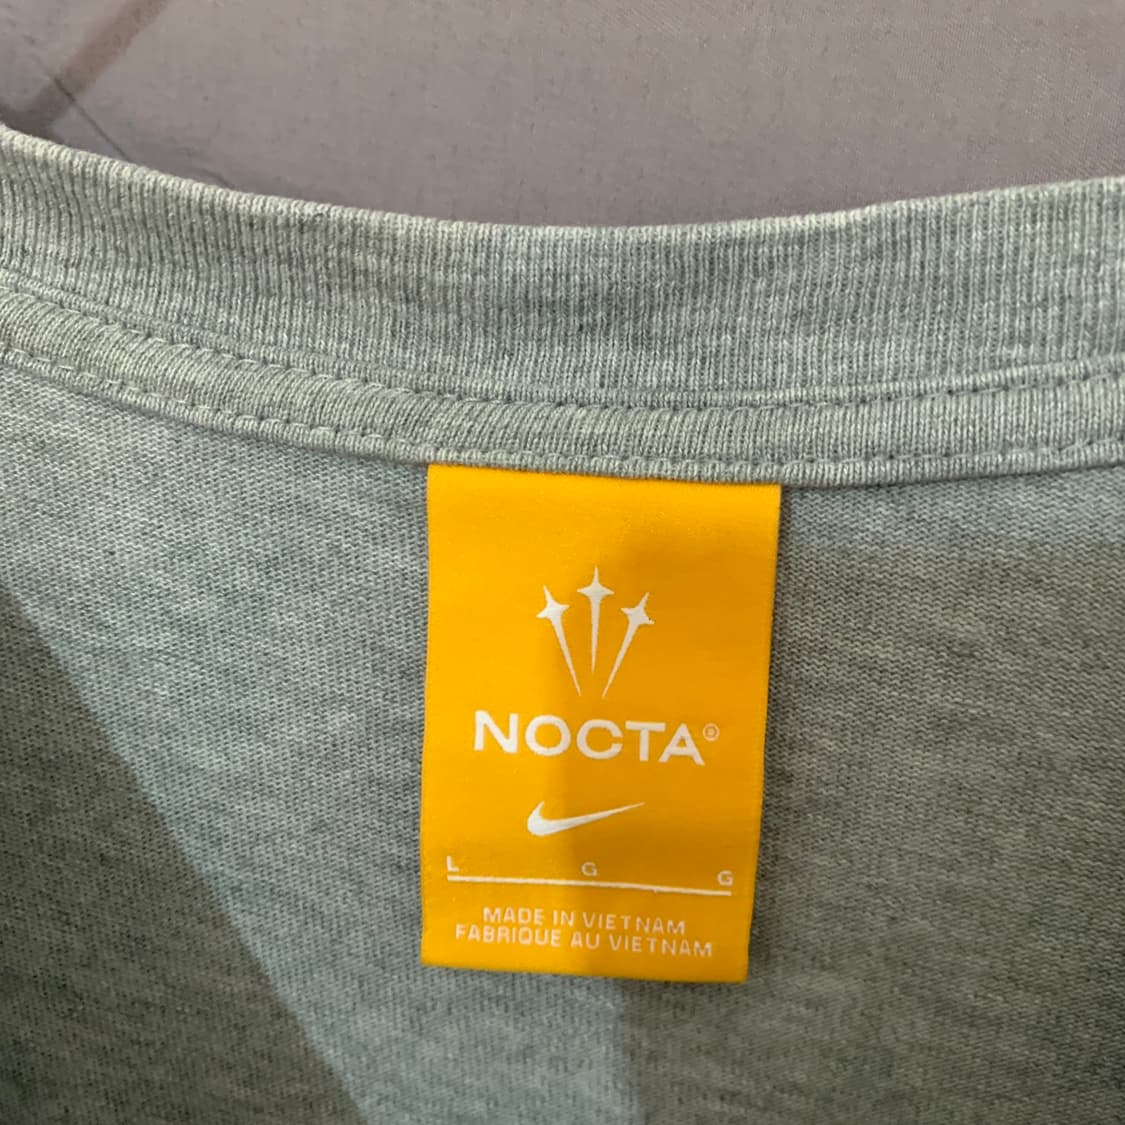 NOCTA®
L G G
MADE IN VIETNAM
FABRIQUE AU VIETNAM